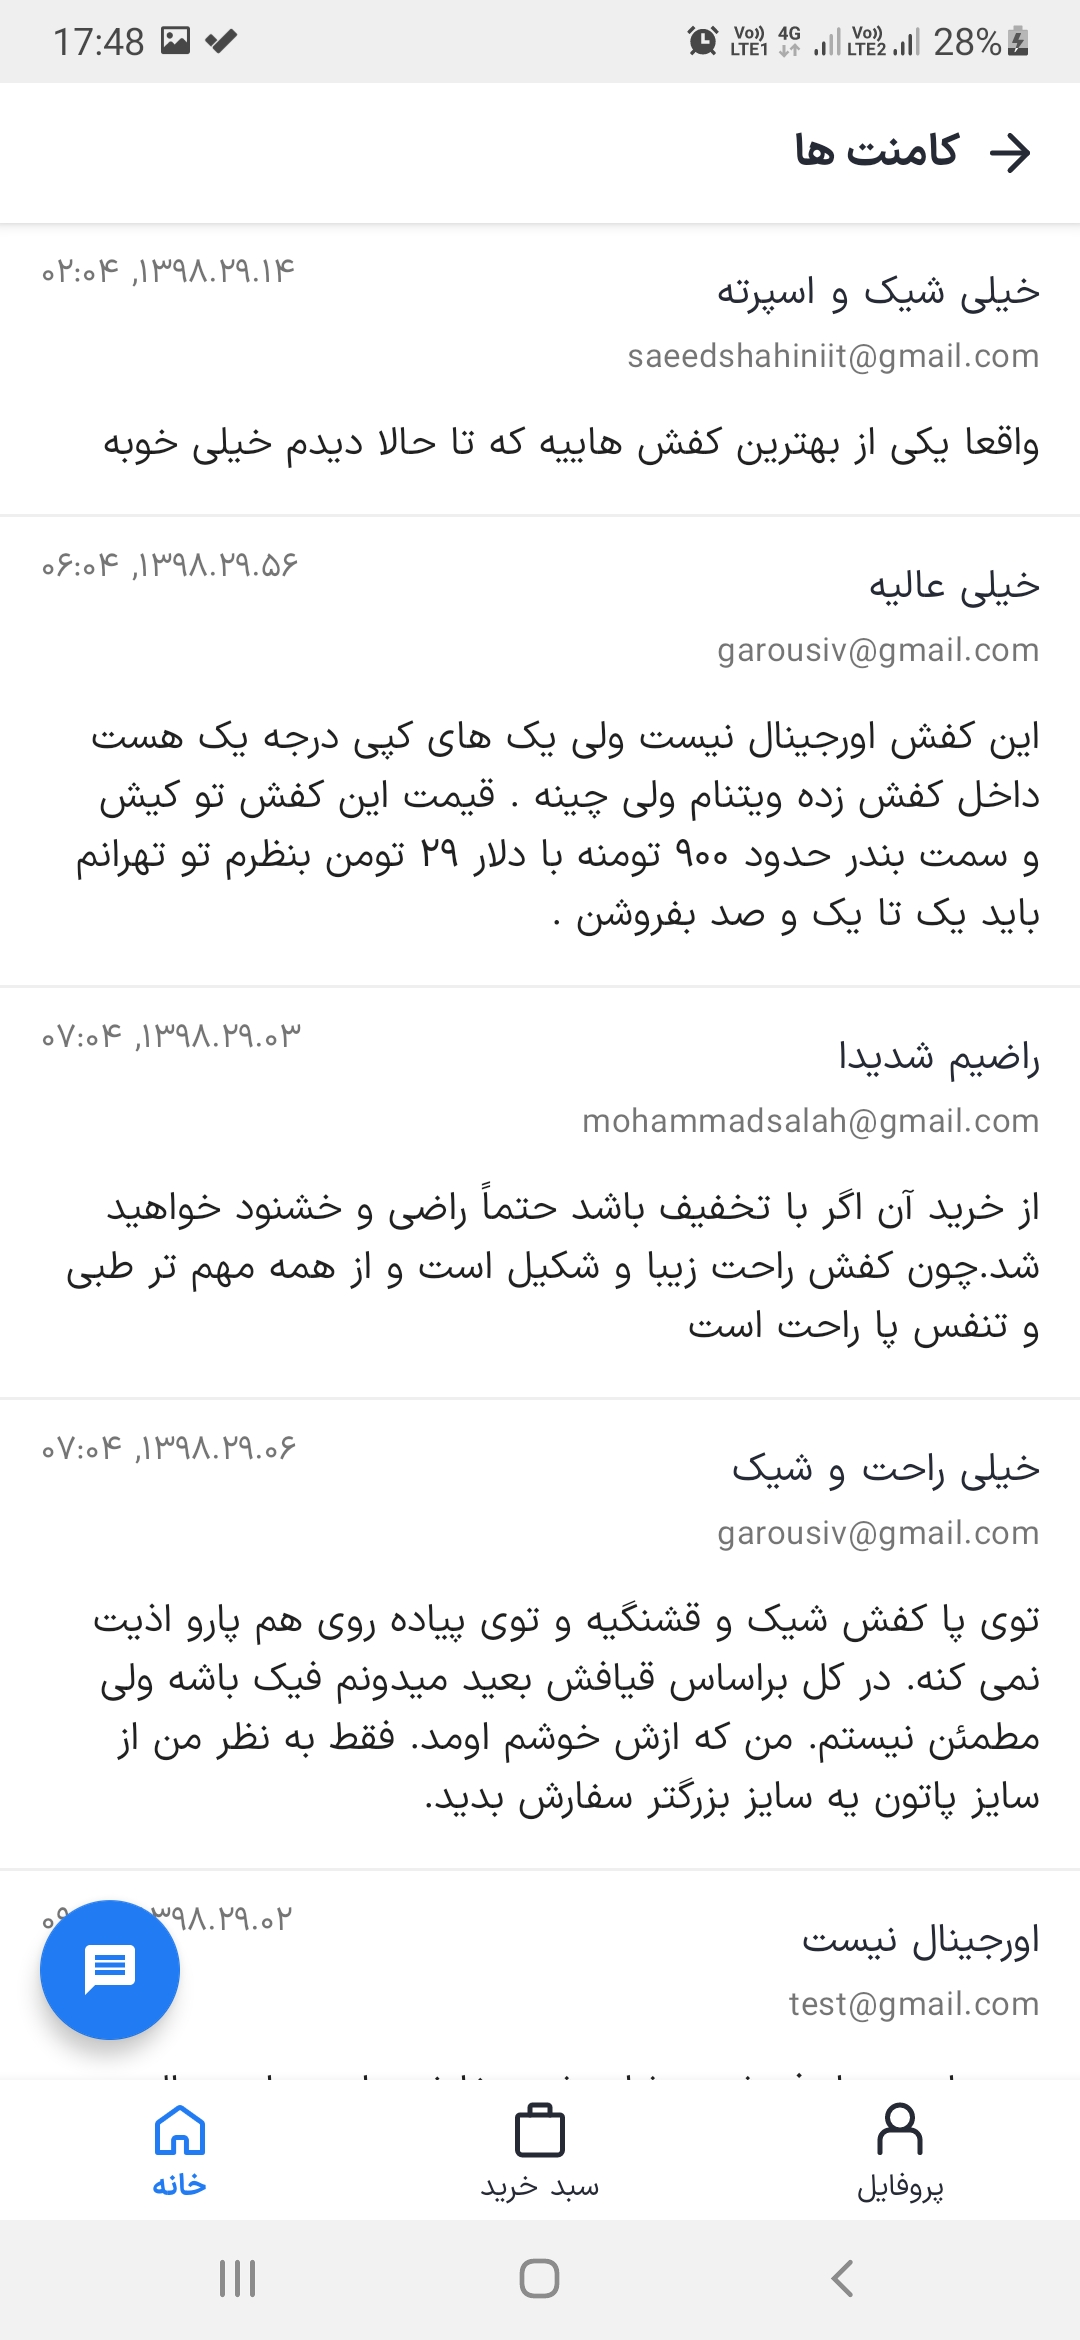 17:48
Vo)) LTE1 4G Vo)) LTE2 28%
کامنت ها
خیلی شیک و اسپرته
۱۳۹۸.۲۹.۱۴, ۰۲:۰۴
saeedshahiniit@gmail.com
واقعا یکی از بهترین کفش هاییه که تا حالا دیدم خیلی خوبه
خیلی عالیه
۱۳۹۸.۲۹.۵۶, ۰۶:۰۴
garousiv@gmail.com
این کفش اورجینال نیست ولی یک های کپی درجه یک هست
داخل کفش زده ویتنام ولی چینه . قیمت این کفش تو کیش
و سمت بندر حدود ۹۰۰ تومنه با دلار ۲۹ تومن بنظرم تو تهرانم
باید یک تا یک و صد بفروشن .
راضیم شدیدا
۱۳۹۸.۲۹.۰۳, ۰۷:۰۴
mohammadsalah@gmail.com
از خرید آن اگر با تخفیف باشد حتماً راضی و خشنود خواهید
شد.چون کفش راحت زیبا و شکیل است و از همه مهم تر طبی
و تنفس پا راحت است
خیلی راحت و شیک
۱۳۹۸.۲۹.۰۶, ۰۷:۰۴
garousiv@gmail.com
توی پا کفش شیک و قشنگیه و توی پیاده روی هم پارو اذیت
نمی کنه. در کل براساس قیافش بعید میدونم فیک باشه ولی
مطمئن نیستم. من که ازش خوشم اومد. فقط به نظر من از
سایز پاتون یه سایز بزرگتر سفارش بدید.
اورجینال نیست
test@gmail.com
خانه
سبد خرید
پروفایل